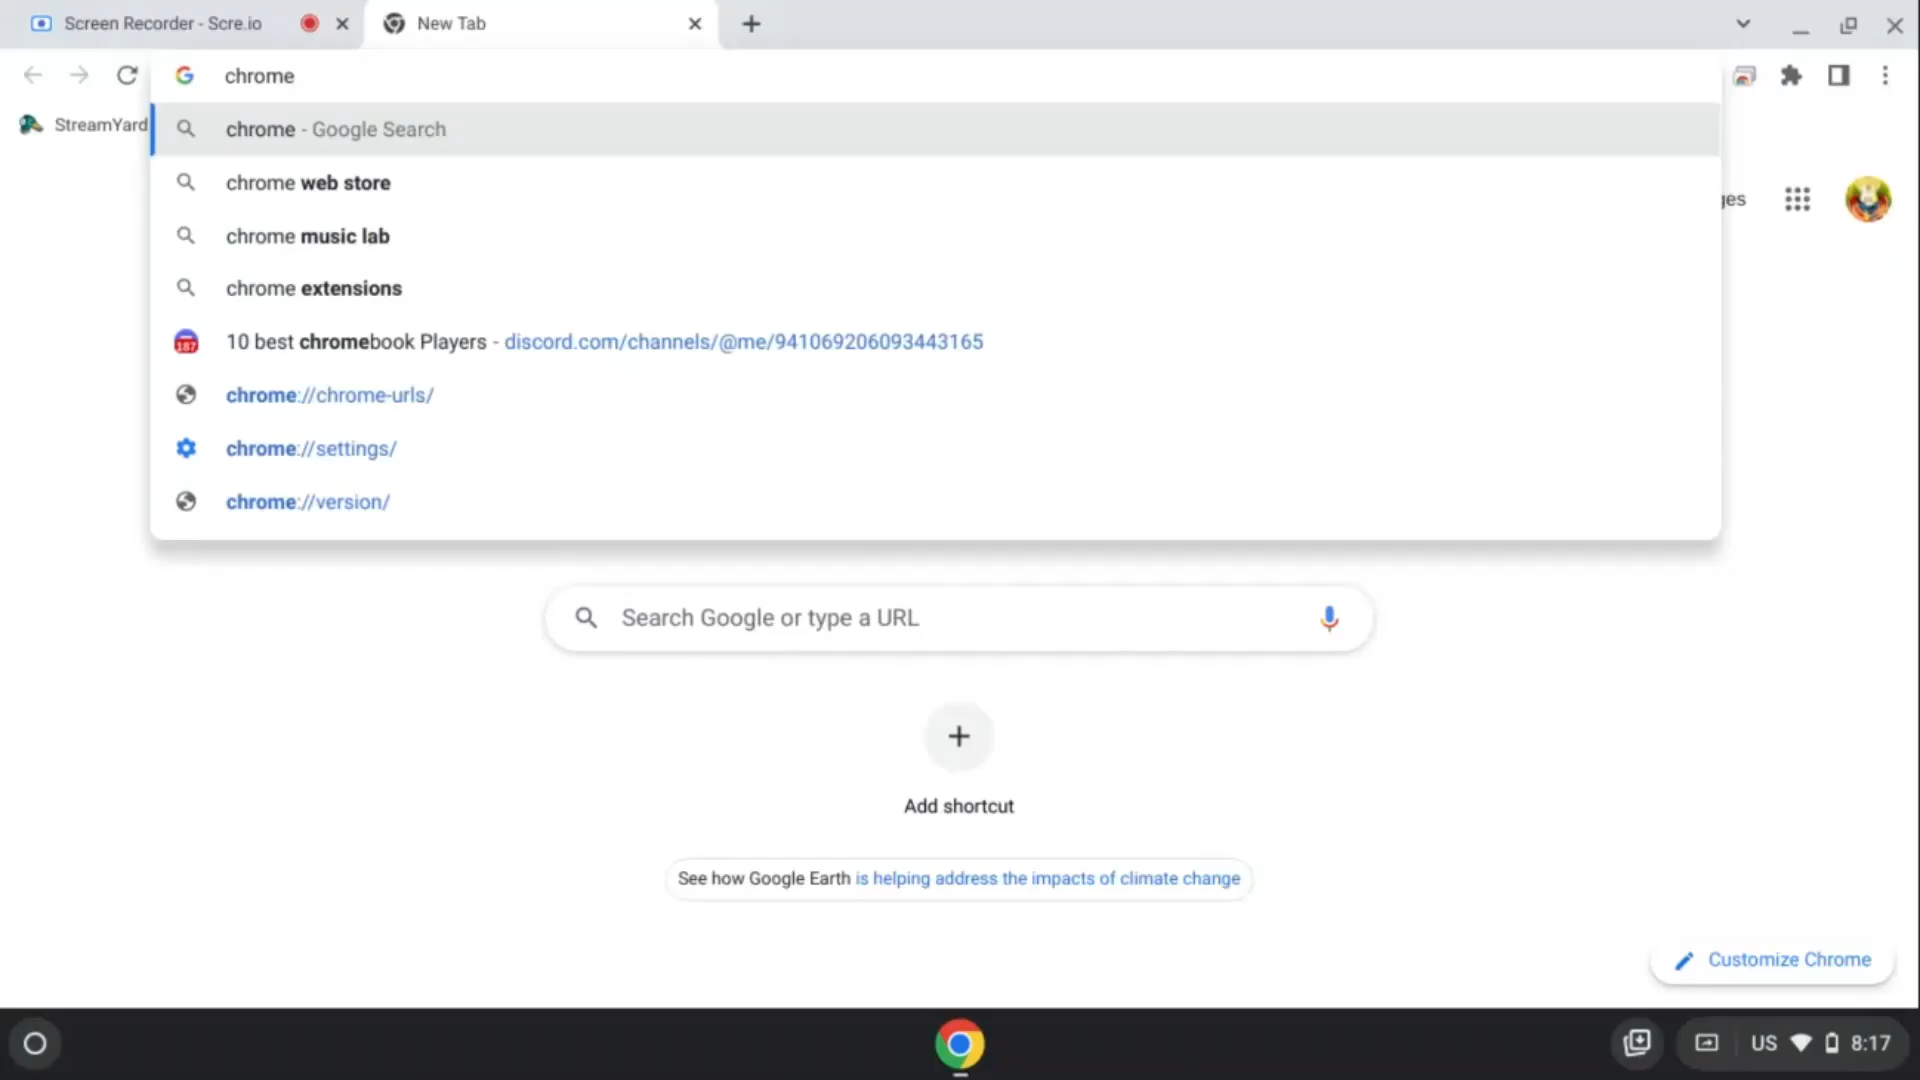 Screen Recorder - Scre.io
New Tab
chrome
StreamYard
chrome - Google Search
chrome web store
chrome music lab
chrome extensions
187
10 best chromebook Players - discord.com/channels/@me/941069206093443165
chrome://chrome-urls/
chrome://settings/
chrome://version/
Search Google or type a URL
Add shortcut
See how Google Earth is helping address the impacts of climate change
Customize Chrome
US 8:17